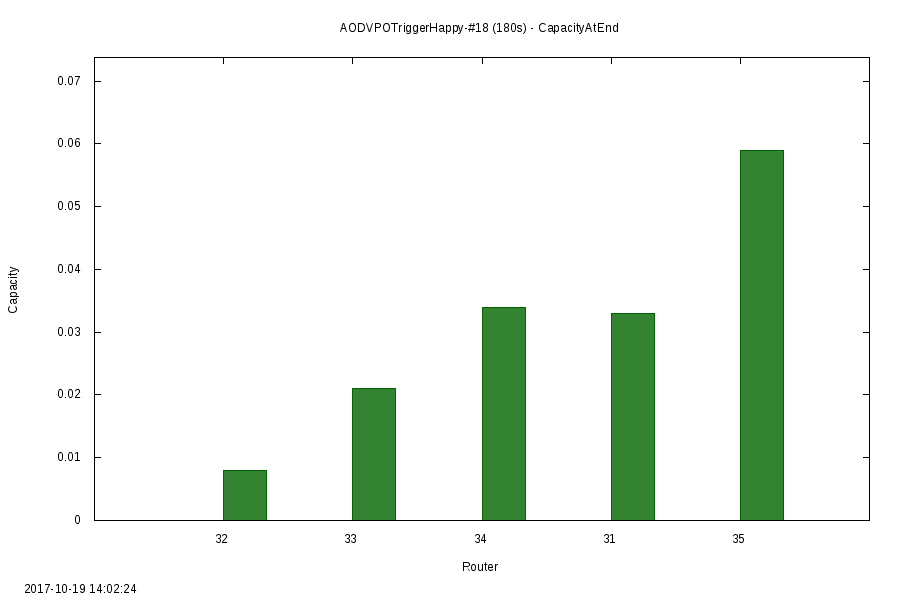 AODVPOTriggerHappy-#18 (180s) - CapacityAtEnd
0.07
0.06
0.05
0.04
0.03
0.02
0.01
0
Capacity
32 33 34 31 35
Router
2017-10-19 14:02:24